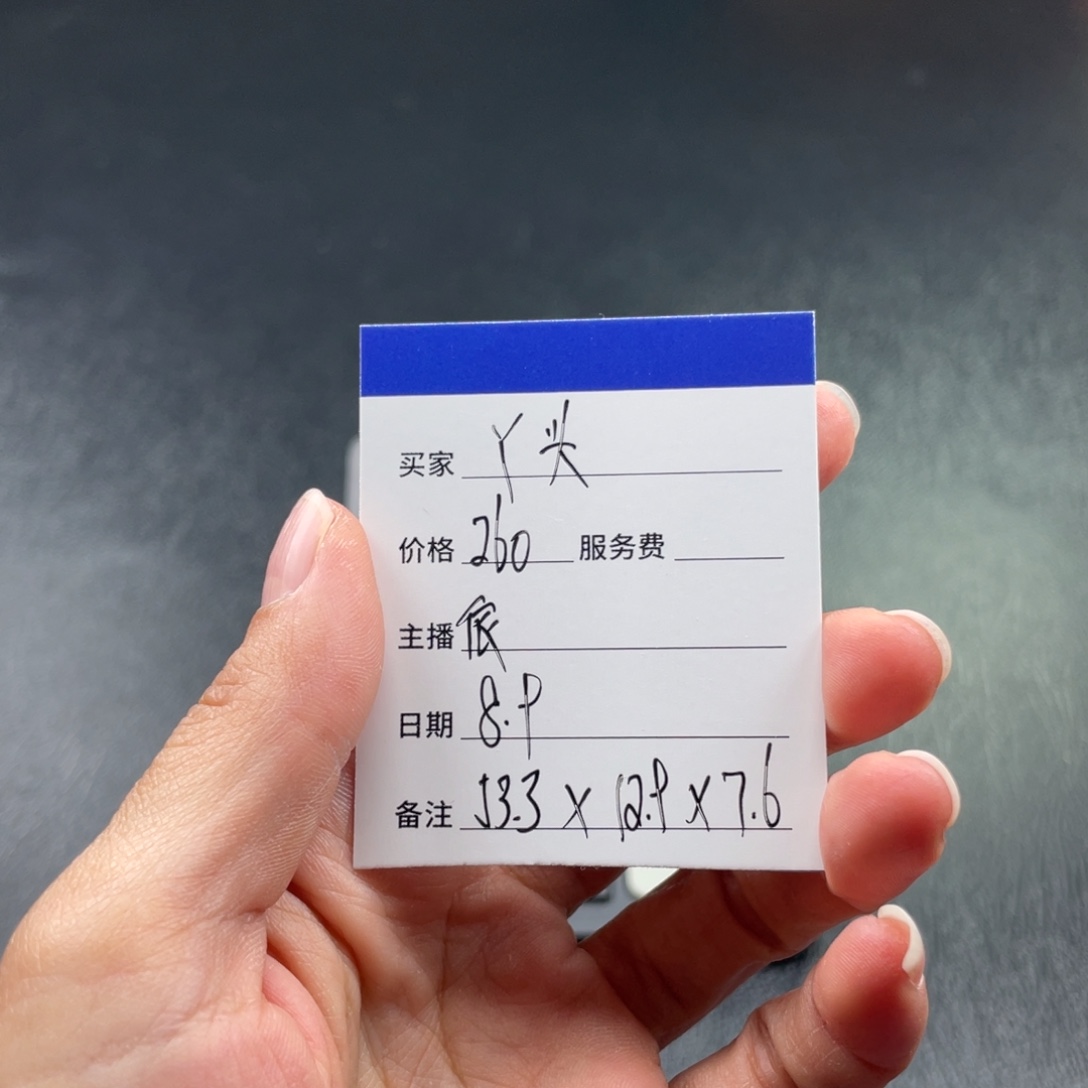 买家 丫头
价格 260 服务费
主播 依
日期 8.9
备注 53.3 × 12.9 × 7.6